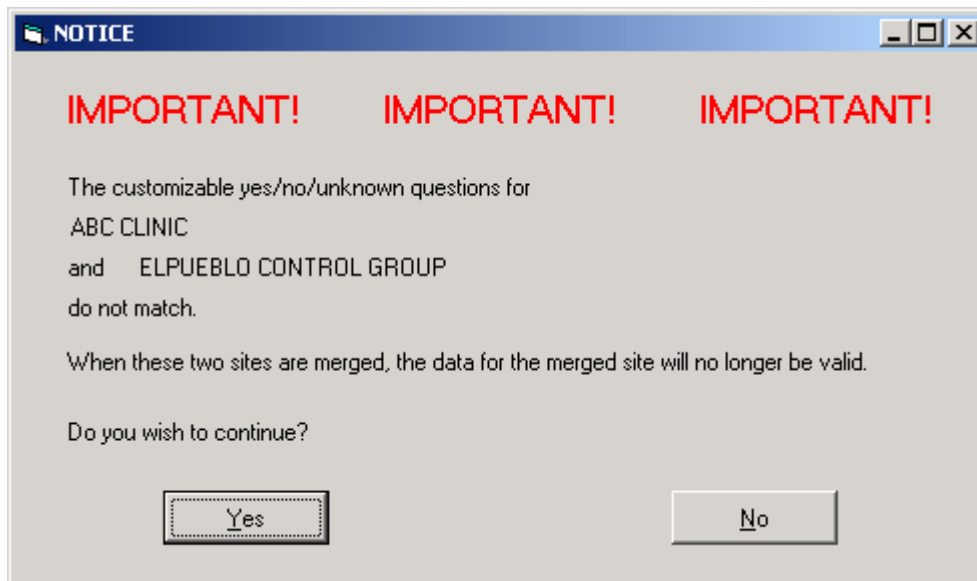 NOTICE
IMPORTANT! IMPORTANT! IMPORTANT!
The customizable yes/no/unknown questions for
ABC CLINIC
and ELPUEBLO CONTROL GROUP
do not match.
When these two sites are merged, the data for the merged site will no longer be valid.
Do you wish to continue?
Yes No